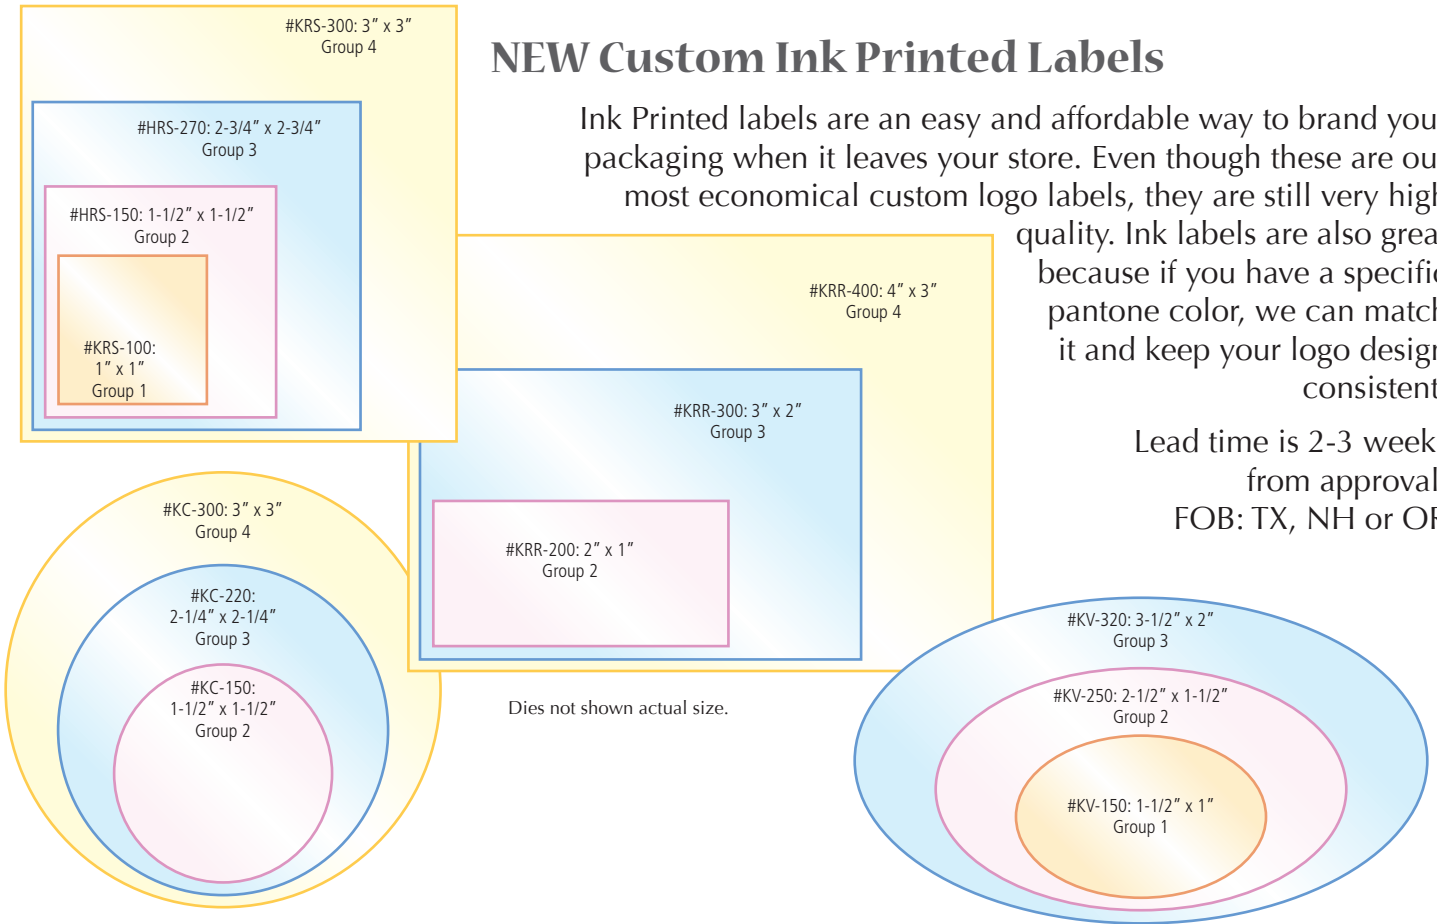 NEW Custom Ink Printed Labels
Ink Printed labels are an easy and affordable way to brand you
packaging when it leaves your store. Even though these are ou
most economical custom logo labels, they are still very high
quality. Ink labels are also grea
because if you have a specific
pantone color, we can match
it and keep your logo design
consistent.
Lead time is 2-3 week
from approval.
FOB: TX, NH or OR
#KRS-300: 3” x 3”
Group 4
#HRS-270: 2-3/4” x 2-3/4”
Group 3
#HRS-150: 1-1/2” x 1-1/2”
Group 2
#KRS-100:
1” x 1”
Group 1
#KRR-400: 4” x 3”
Group 4
#KRR-300: 3” x 2”
Group 3
#KRR-200: 2” x 1”
Group 2
#KC-300: 3” x 3”
Group 4
#KC-220:
2-1/4” x 2-1/4”
Group 3
#KC-150:
1-1/2” x 1-1/2”
Group 2
Dies not shown actual size.
#KV-320: 3-1/2” x 2”
Group 3
#KV-250: 2-1/2” x 1-1/2”
Group 2
#KV-150: 1-1/2” x 1”
Group 1